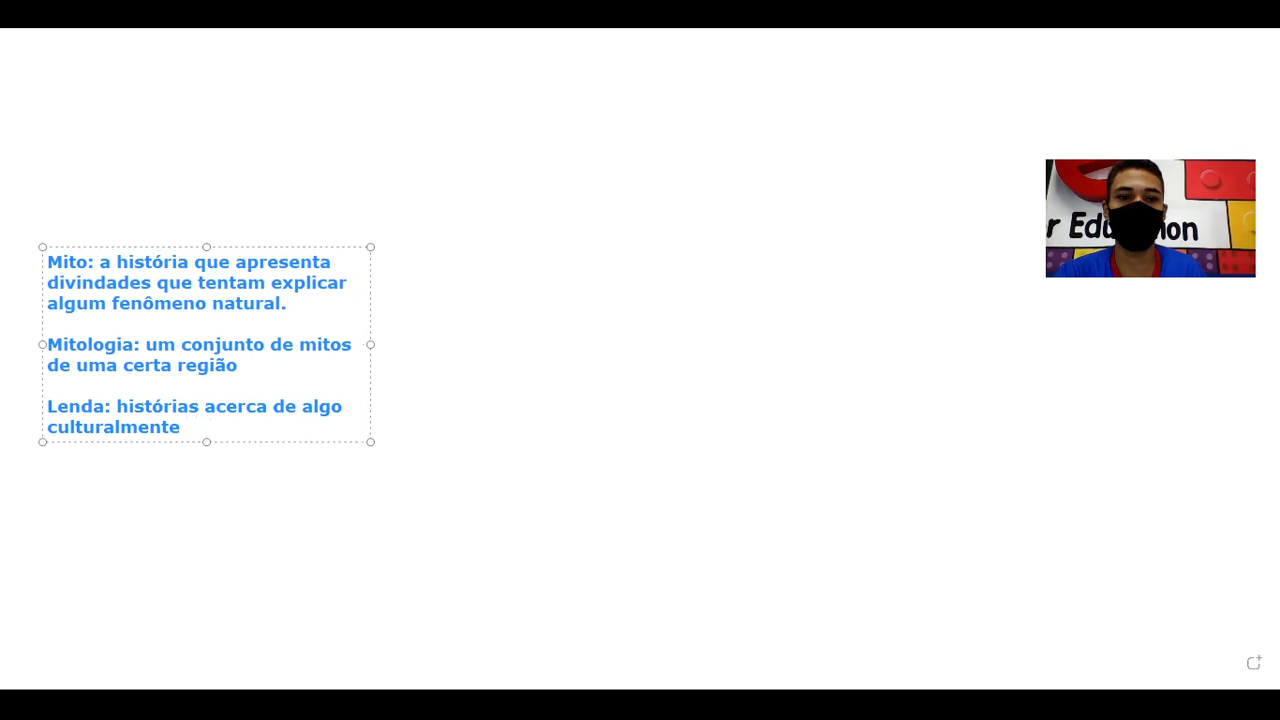 Mito: a história que apresenta
divindades que tentam explicar
algum fenômeno natural.
Mitologia: um conjunto de mitos
de uma certa região
Lenda: histórias acerca de algo
culturalmente